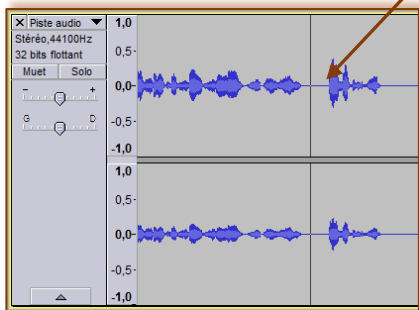 × Piste audio ▼
Stéréo,44100Hz
32 bits flottant
Muet Solo
- +
G D
1,0
0,5-
0,0-
-0,5-
-1,0
1,0
0,5-
0,0-
-0,5-
-1,0